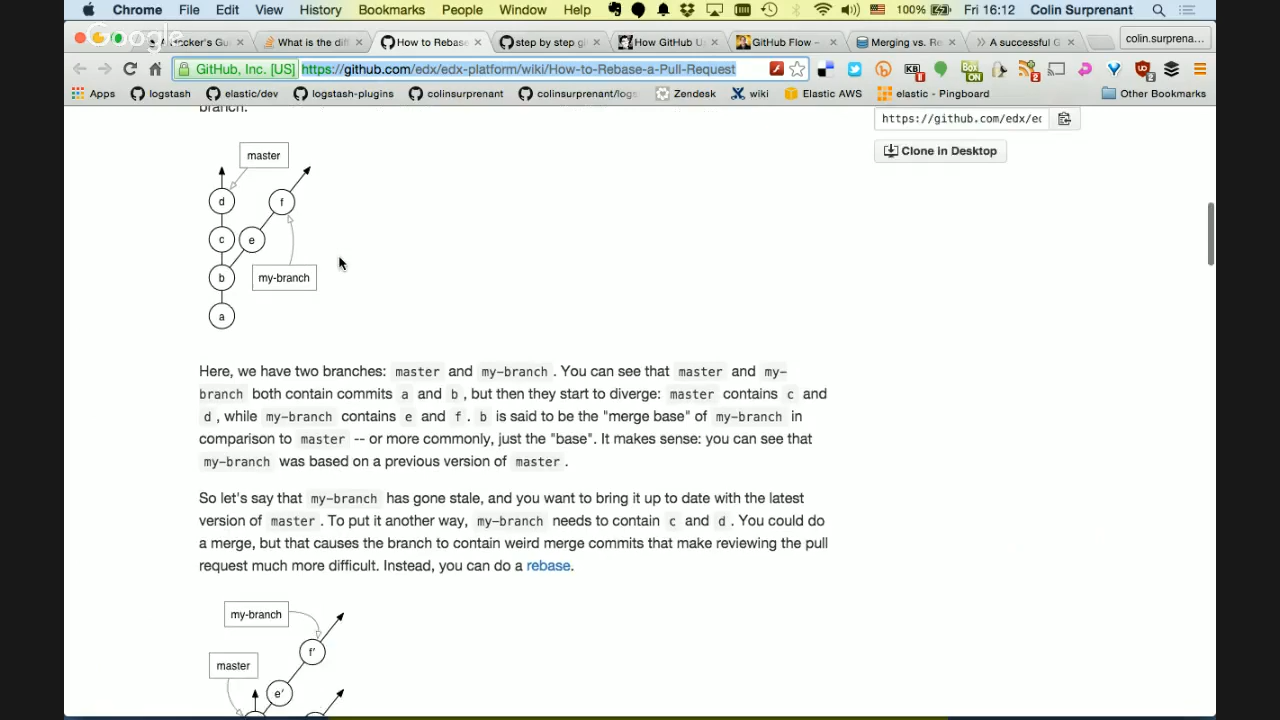 Chrome File Edit View History Bookmarks People Window Help 100% Fri 16:12 Colin Surprenant
Google
What is the dif How to Rebase step by step gi How GitHub U GitHub Flow – Merging vs. Re A successful G colin.surprena...
GitHub, Inc. [US] https://github.com/edx/edx-platform/wiki/How-to-Rebase-a-Pull-Request
Apps logstash elastic/dev logstash-plugins colinsurprenant colinsurprenant/logs Zendesk wiki Elastic AWS elastic - Pingboard Other Bookmarks
branch.
https://github.com/edx/ed
Clone in Desktop
master
d f
c e
b my-branch
a
Here, we have two branches: master and my-branch . You can see that master and my-
branch both contain commits a and b , but then they start to diverge: master contains c and
d , while my-branch contains e and f . b is said to be the "merge base" of my-branch in
comparison to master -- or more commonly, just the "base". It makes sense: you can see that
my-branch was based on a previous version of master .
So let's say that my-branch has gone stale, and you want to bring it up to date with the latest
version of master . To put it another way, my-branch needs to contain c and d . You could do
a merge, but that causes the branch to contain weird merge commits that make reviewing the pull
request much more difficult. Instead, you can do a rebase.
my-branch
f'
master
e'